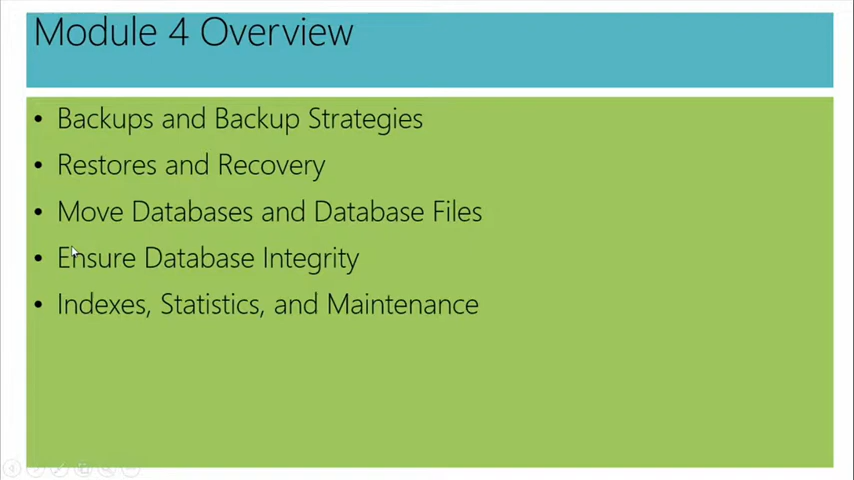 Module 4 Overview
• Backups and Backup Strategies
• Restores and Recovery
• Move Databases and Database Files
• Ensure Database Integrity
• Indexes, Statistics, and Maintenance